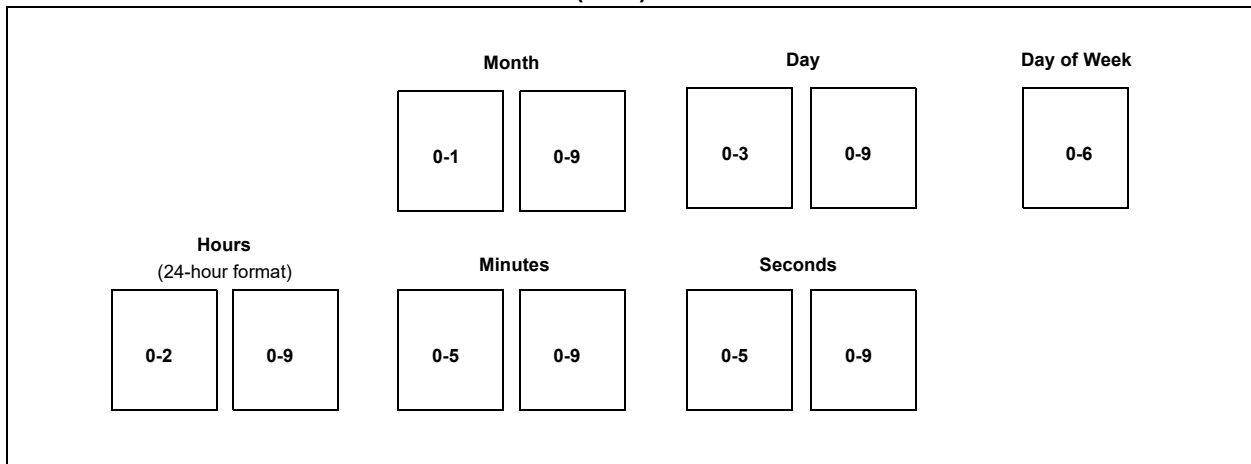 Month Day Day of Week
0-1 0-9 0-3 0-9 0-6
Hours
(24-hour format)
Minutes Seconds
0-2 0-9 0-5 0-9 0-5 0-9